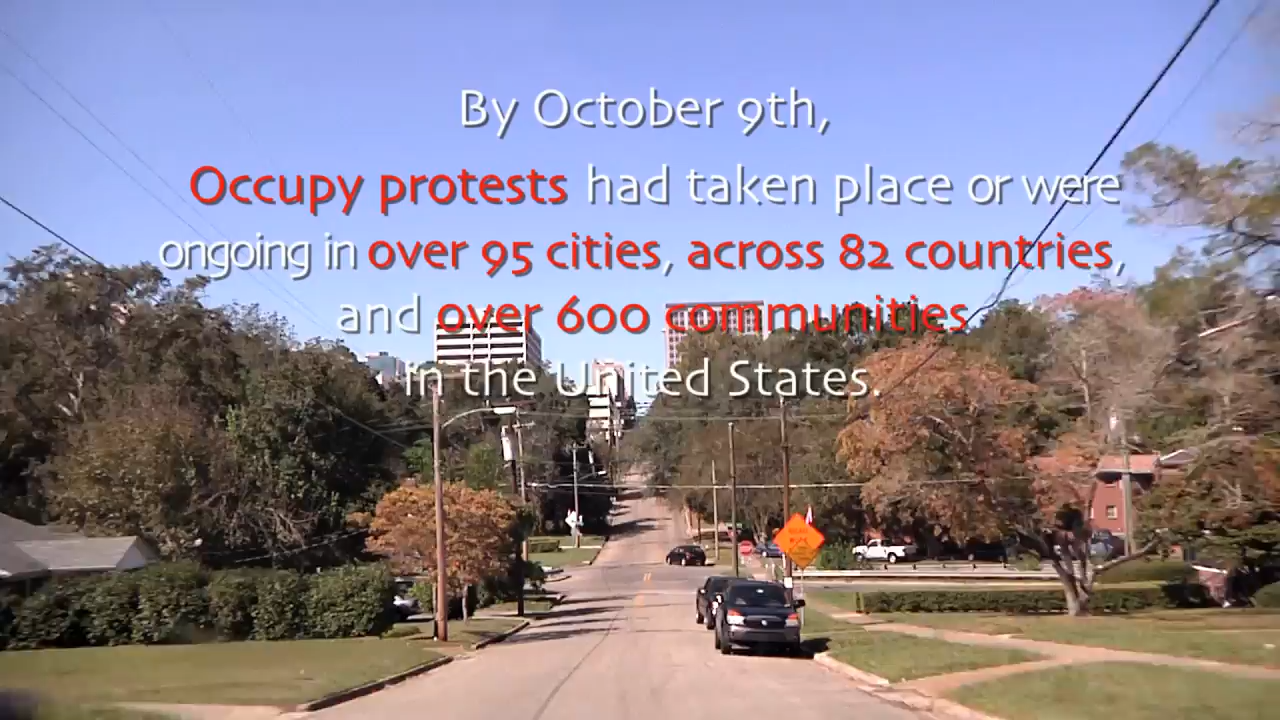 By October 9th,
Occupy protests had taken place or were
ongoing in over 95 cities, across 82 countries,
and over 600 communities
in the United States.